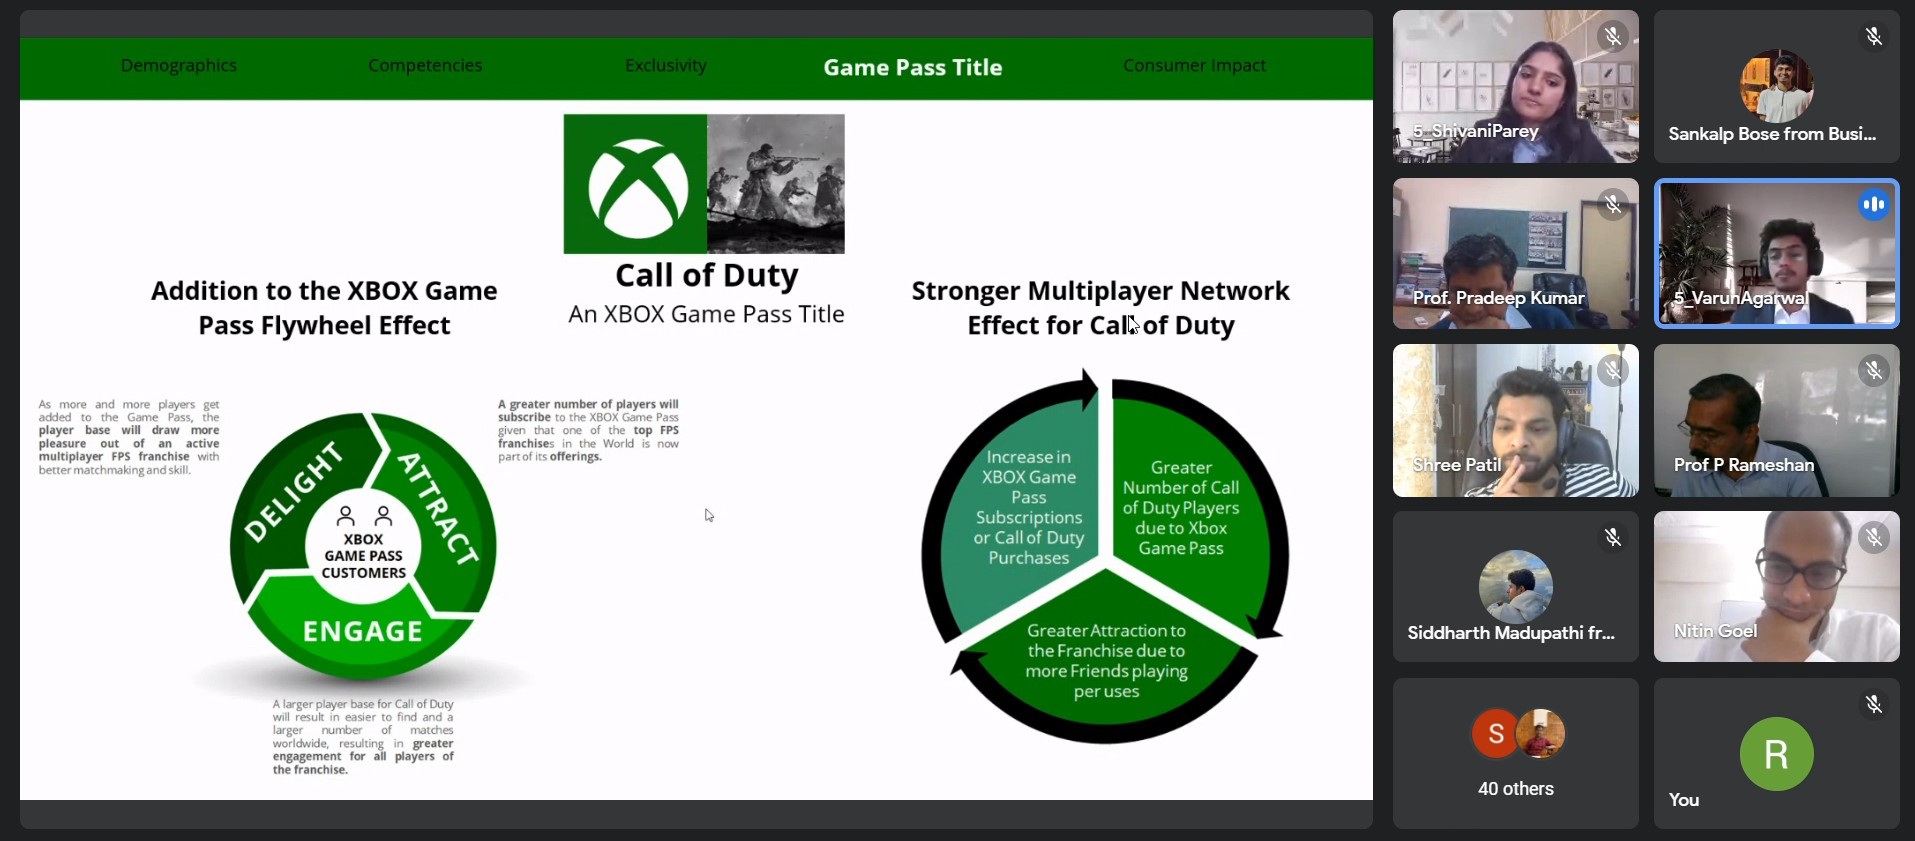 Demographics
Competencies
Exclusivity
Game Pass Title
Consumer Impact
Call of Duty
An XBOX Game Pass Title
Addition to the XBOX Game
Pass Flywheel Effect
As more and more players get
added to the Game Pass, the
player base will draw more
pleasure out of an active
multiplayer FPS franchise with
better matchmaking and skill.
A greater number of players will
subscribe to the XBOX Game Pass
given that one of the top FPS
franchises in the World is now
part of its offerings.
DELIGHT
ATTRACT
XBOX
GAME PASS
CUSTOMERS
ENGAGE
A larger player base for Call of Duty
will result in easier to find and a
larger number of matches
worldwide, resulting in greater
engagement for all players of
the franchise.
Stronger Multiplayer Network
Effect for Call of Duty
Increase in
XBOX Game
Pass
Subscriptions
or Call of Duty
Purchases
Greater
Number of Call
of Duty Players
due to Xbox
Game Pass
Greater Attraction to
the Franchise due to
more Friends playing
per uses
5_ShivaniParey
Sankalp Bose from Busi...
Prof. Pradeep Kumar
5_VarunAgarwal
Shree Patil
Prof P Rameshan
Siddharth Madupathi fr...
Nitin Goel
S
40 others
R
You